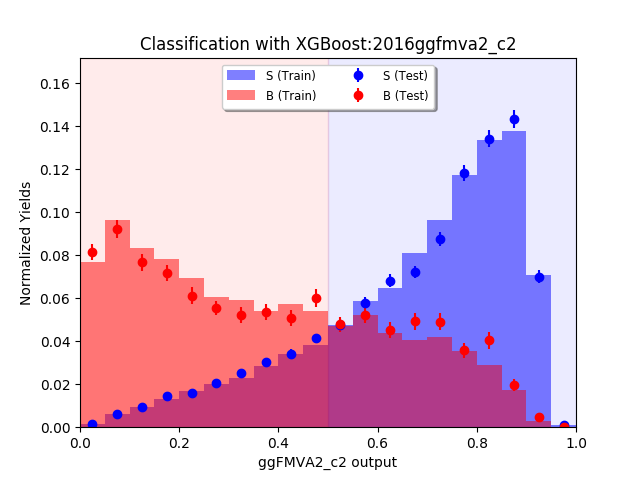 Classification with XGBoost:2016ggfmva2_c2
S (Train)
S (Test)
B (Train)
B (Test)
Normalized Yields
0.16
0.14
0.12
0.10
0.08
0.06
0.04
0.02
0.00
0.0 0.2 0.4 0.6 0.8 1.0
ggFMVA2_c2 output